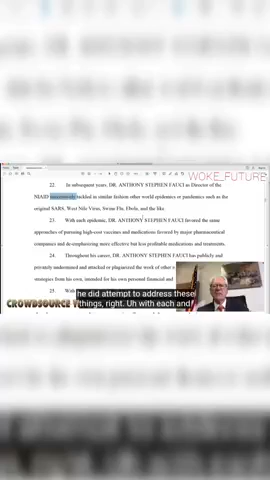 WOKE_FUTURE
22. In subsequent years, DR. ANTHONY STEPHEN FAUCI as Director of the
NIAID tackled in similar fashion other world epidemics or pandemics such as the
original SARS, West Nile Virus, Swine Flu, Ebola, and the like.
23. With each epidemic, DR. ANTHONY STEPHEN FAUCI favored the same
approaches of pursuing high-cost vaccines and medications favored by major pharmaceutical
companies and de-emphasizing more effective but less profitable medications and treatments.
24. Throughout his career, DR. ANTHONY STEPHEN FAUCI has publicly and
privately undermined and attacked or plagiarized the work of other
strategies from his own, intended for his own personal financial and
25. With
CROWDSOURCE
he did attempt to address these
things, right. Uh with each and